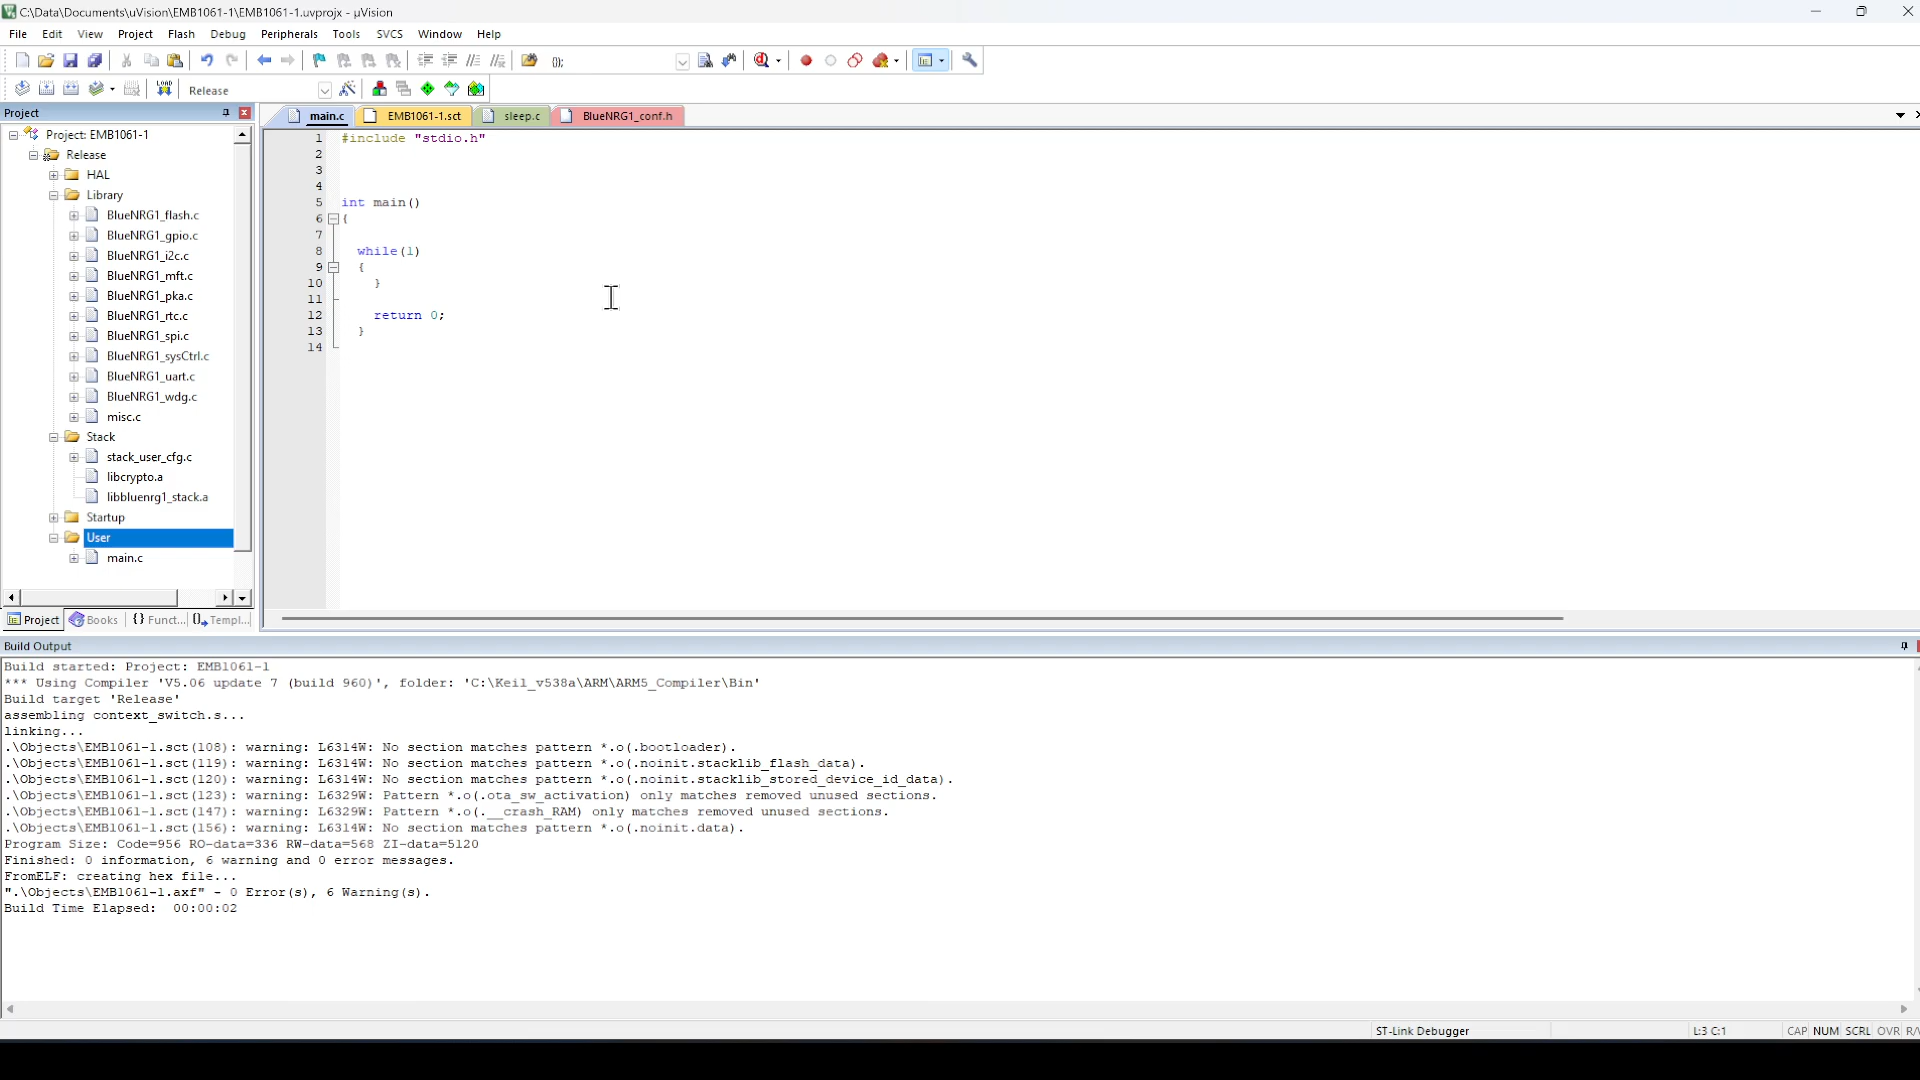 C:\Data\Documents\uVision\EMB1061-1\EMB1061-1.uvprojx - µVision
File Edit View Project Flash Debug Peripherals Tools SVCS Window Help
{};
LOAD Release
Project
main.c EMB1061-1.sct sleep.c BlueNRG1_conf.h
Project: EMB1061-1
Release
HAL
Library
BlueNRG1_flash.c
BlueNRG1_gpio.c
BlueNRG1_i2c.c
BlueNRG1_mft.c
BlueNRG1_pka.c
BlueNRG1_rtc.c
BlueNRG1_spi.c
BlueNRG1_sysCtrl.c
BlueNRG1_uart.c
BlueNRG1_wdg.c
misc.c
Stack
stack_user_cfg.c
libcrypto.a
libbluenrg1_stack.a
Startup
User
main.c
Project Books {} Funct... Templ...
1 #include "stdio.h"
2
3
4
5 int main()
6 {
7
8 while(1)
9 {
10 }
11
12 return 0;
13 }
14
Build Output
Build started: Project: EMB1061-1
*** Using Compiler 'V5.06 update 7 (build 960)', folder: 'C:\Keil_v538a\ARM\ARM5_Compiler\Bin'
Build target 'Release'
assembling context_switch.s...
linking...
.\Objects\EMB1061-1.sct(108): warning: L6314W: No section matches pattern *.o(.bootloader).
.\Objects\EMB1061-1.sct(119): warning: L6314W: No section matches pattern *.o(.noinit.stacklib_flash_data).
.\Objects\EMB1061-1.sct(120): warning: L6314W: No section matches pattern *.o(.noinit.stacklib_stored_device_id_data).
.\Objects\EMB1061-1.sct(123): warning: L6329W: Pattern *.o(.ota_sw_activation) only matches removed unused sections.
.\Objects\EMB1061-1.sct(147): warning: L6329W: Pattern *.o(.__crash_RAM) only matches removed unused sections.
.\Objects\EMB1061-1.sct(156): warning: L6314W: No section matches pattern *.o(.noinit.data).
Program Size: Code=956 RO-data=336 RW-data=568 ZI-data=5120
Finished: 0 information, 6 warning and 0 error messages.
FromELF: creating hex file...
".\Objects\EMB1061-1.axf" - 0 Error(s), 6 Warning(s).
Build Time Elapsed: 00:00:02
ST-Link Debugger L:3 C:1 CAP NUM SCRL OVR